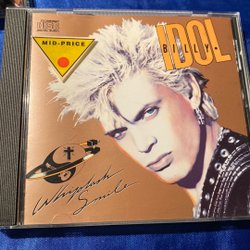 MID-PRICE
BILLY·
IDOL
Whiplash
Smile